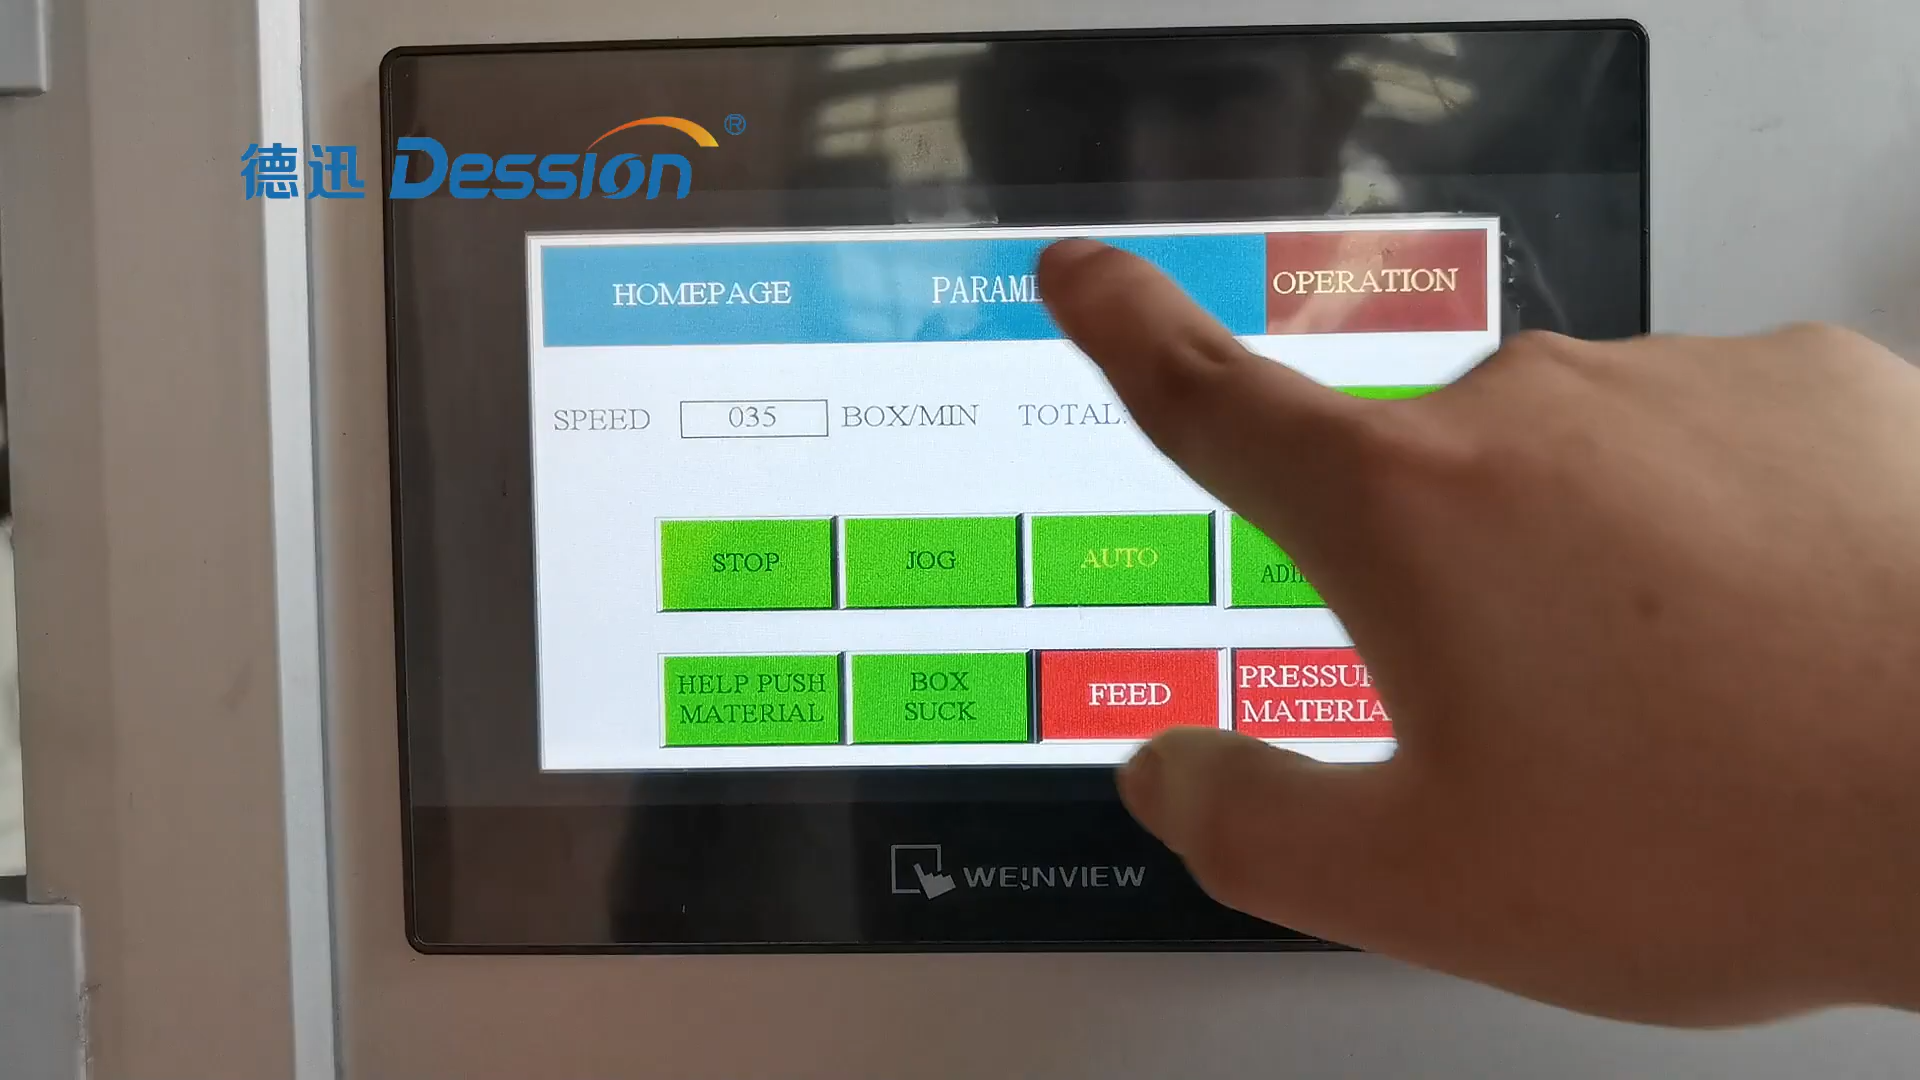 德迅 Dession®
HOMEPAGE
OPERATION
SPEED 035 BOX/MIN TOTAL:
STOP JOG AUTO
HELP PUSH MATERIAL
BOX SUCK
FEED
MATERIAL
WEINVIEW